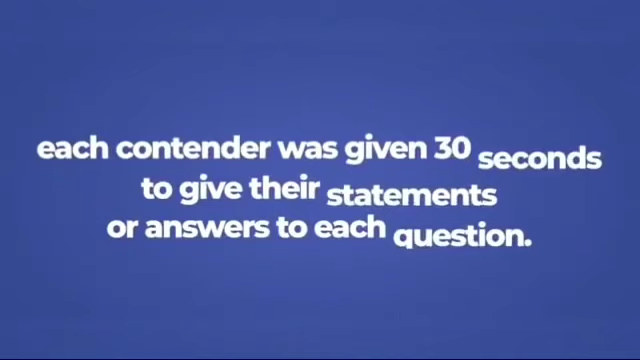 each contender was given 30 seconds
to give their statements
or answers to each question.